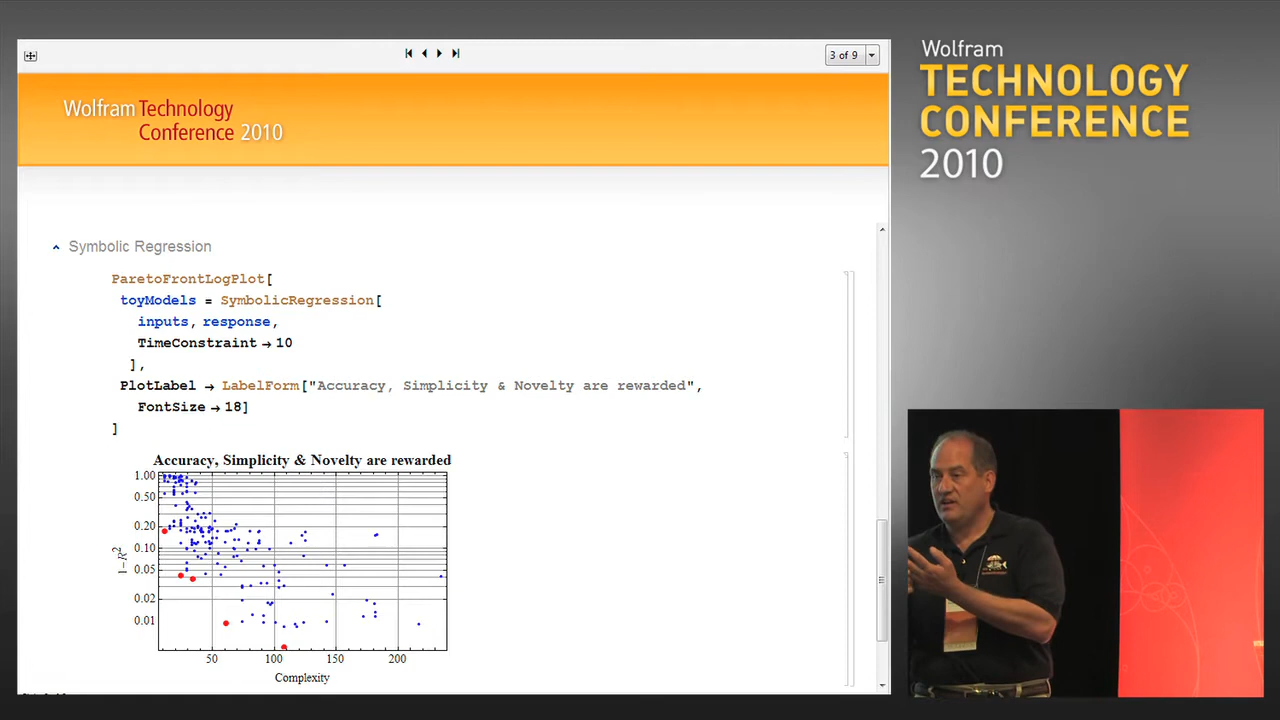 3 of 9
Wolfram Technology
Conference 2010
Wolfram
TECHNOLOGY
CONFERENCE
2010
Symbolic Regression
ParetoFrontLogPlot[
toyModels = SymbolicRegression[
inputs, response,
TimeConstraint → 10
],
PlotLabel → LabelForm["Accuracy, Simplicity & Novelty are rewarded",
FontSize → 18]
]
Accuracy, Simplicity & Novelty are rewarded
1.00
0.50
0.20
0.10
0.05
0.02
0.01
1-R²
50 100 150 200
Complexity